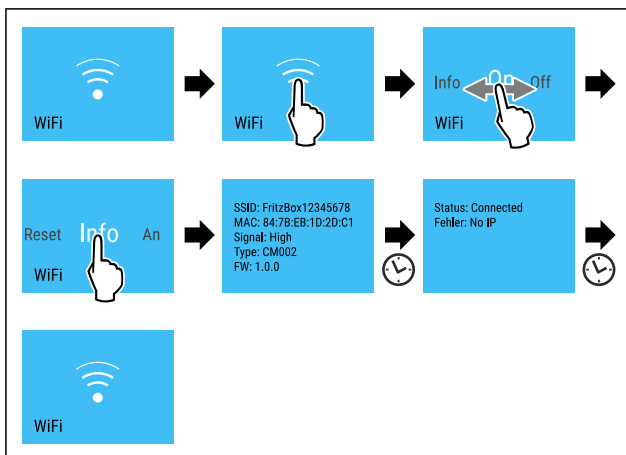 WiFi
WiFi
Info On Off
WiFi
Reset Info An
WiFi
SSID: FritzBox12345678
MAC: 84:7B:EB:1D:2D:C1
Signal: High
Type: CM002
FW: 1.0.0
Status: Connected
Fehler: No IP
WiFi